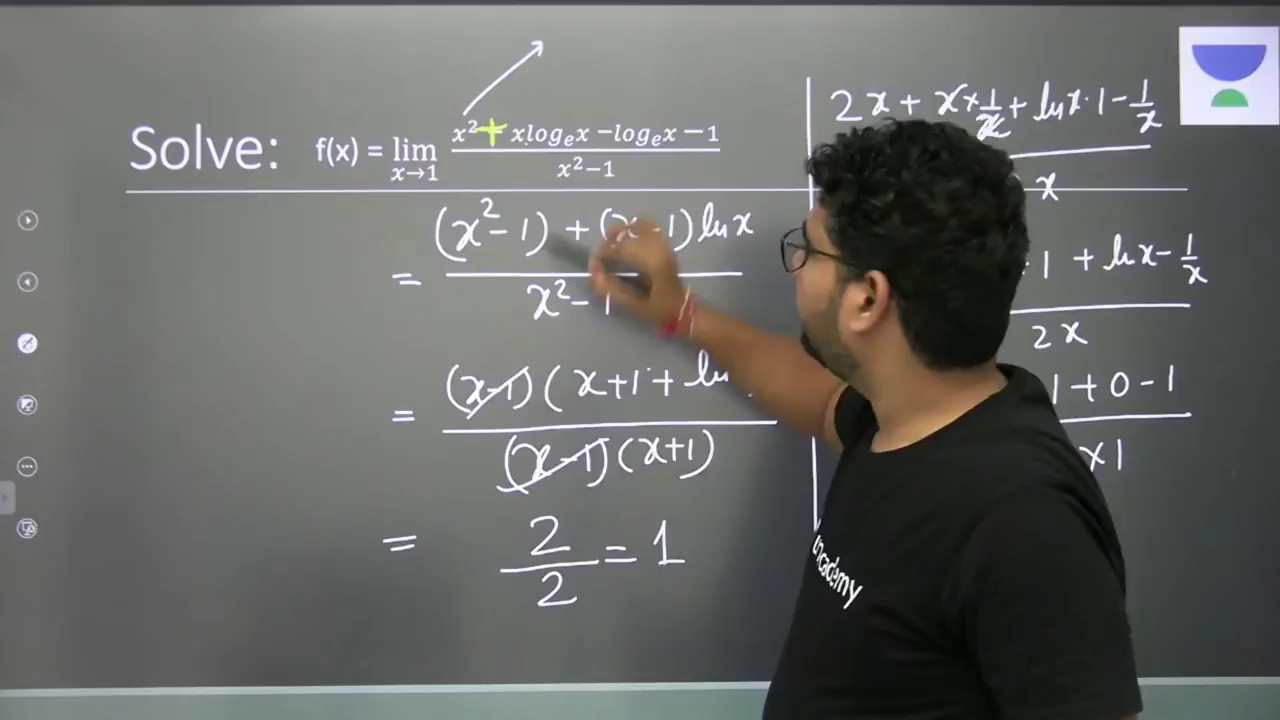 Solve: f(x) = lim x→1 (x² + xlogₑx − logₑx − 1) / (x² − 1)
= ((x² - 1) + (x - 1) ln x) / (x² - 1)
= ((x-1)(x+1 + ln / ((x-1)(x+1))
= 2/2 = 1
2x + x × 1/x + ln x · 1 - 1/x
x
1 + ln x - 1/x
2x
1 + 0 - 1
×1
unacademy